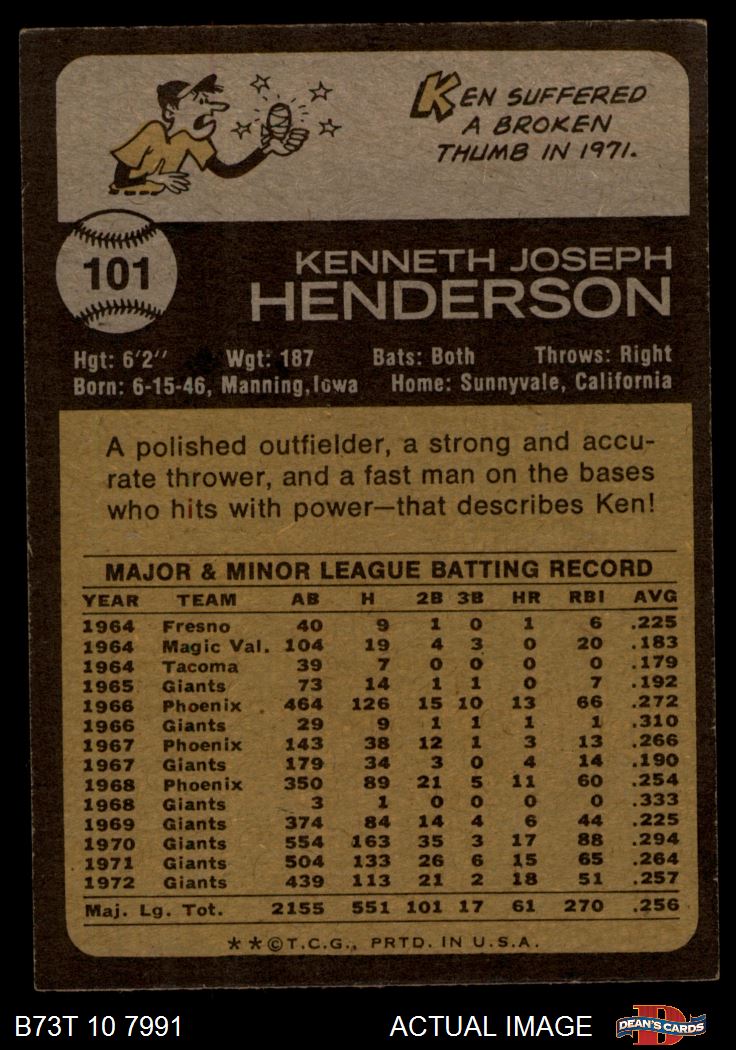 KEN SUFFERED
A BROKEN
THUMB IN 1971.
101
KENNETH JOSEPH
HENDERSON
Hgt: 6'2" Wgt: 187 Bats: Both Throws: Right
Born: 6-15-46, Manning, Iowa Home: Sunnyvale, California
A polished outfielder, a strong and accu-
rate thrower, and a fast man on the bases
who hits with power—that describes Ken!
MAJOR & MINOR LEAGUE BATTING RECORD
YEAR TEAM AB H 2B 3B HR RBI AVG
1964 Fresno 40 9 1 0 1 6 .225
1964 Magic Val. 104 19 4 3 0 20 .183
1964 Tacoma 39 7 0 0 0 0 .179
1965 Giants 73 14 1 1 0 7 .192
1966 Phoenix 464 126 15 10 13 66 .272
1966 Giants 29 9 1 1 1 1 .310
1967 Phoenix 143 38 12 1 3 13 .266
1967 Giants 179 34 3 0 4 14 .190
1968 Phoenix 350 89 21 5 11 60 .254
1968 Giants 3 1 0 0 0 0 .333
1969 Giants 374 84 14 4 6 44 .225
1970 Giants 554 163 35 3 17 88 .294
1971 Giants 504 133 26 6 15 65 .264
1972 Giants 439 113 21 2 18 51 .257
Maj. Lg. Tot. 2155 551 101 17 61 270 .256
**©T.C.G., PRTD. IN U.S.A.
B73T 10 7991 ACTUAL IMAGE
D
DEAN'S CARDS